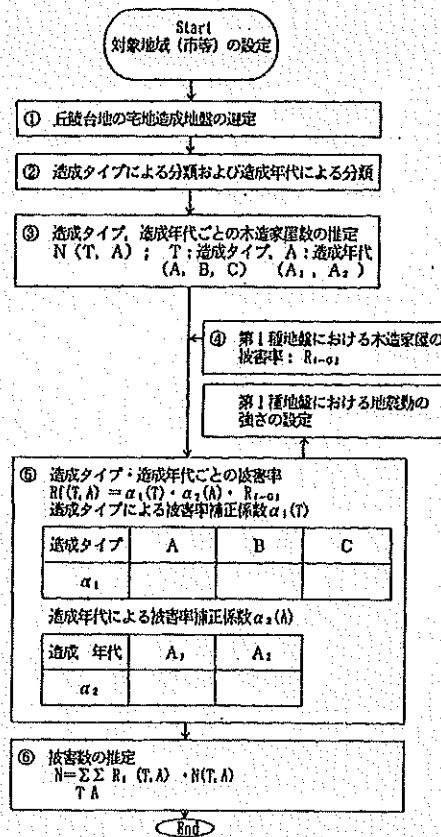 Start
対象地域(市等)の設定
① 丘陵台地の宅地造成地盤の選定
② 造成タイプによる分類および造成年代による分類
③ 造成タイプ, 造成年代ごとの木造家屋数の推定
N (T, A) ; T:造成タイプ, A:造成年代
(A, B, C) (A₁, A₂)
④ 第1種地盤における木造家屋の
被害率:
第1種地盤における地震動の
強さの設定
⑤ 造成タイプ・造成年代ごとの被害率
Rf(T,A) = α₁(T)・α₂(A)・
造成タイプによる被害率補正係数α₁(T)
造成タイプ A B C
α₁
造成年代による被害率補正係数α₂(A)
造成 年代 A₁ A₂
α₂
⑥ 被害数の推定
N=ΣΣ R₁ (T,A) ・N(T,A)
T A
End